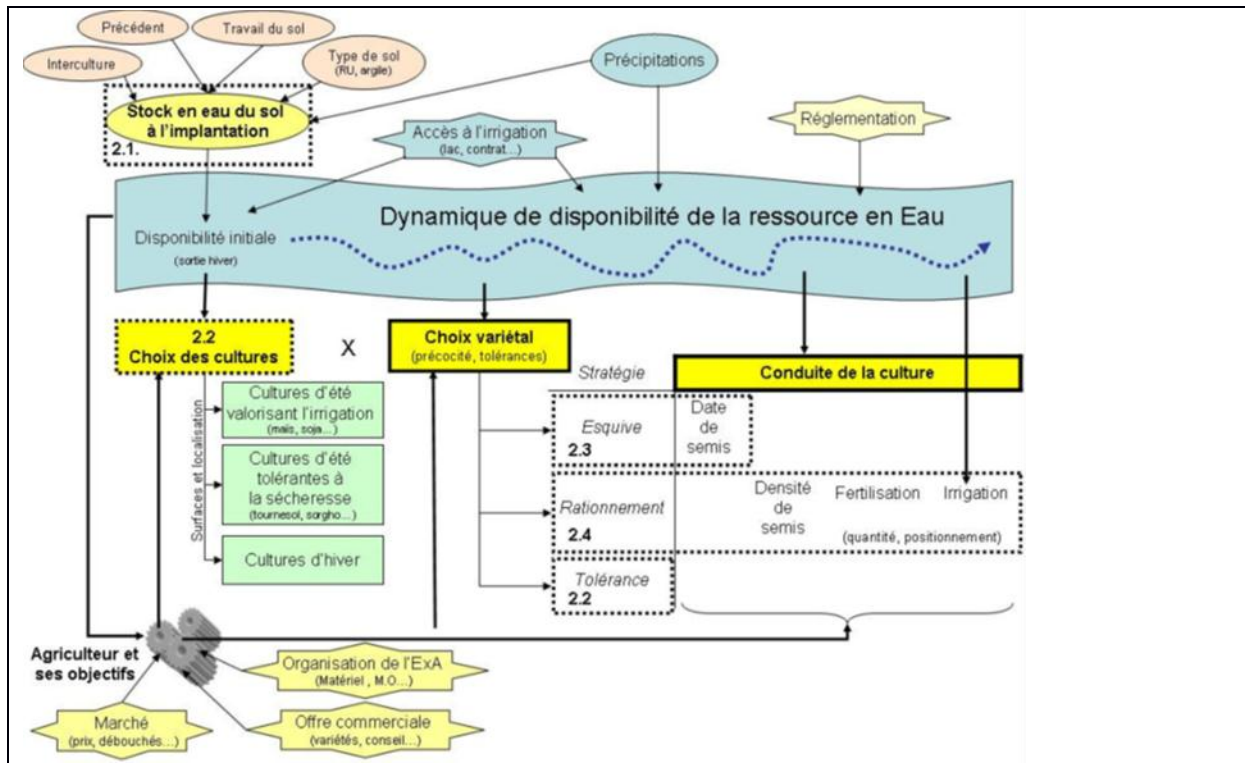 Précédent
Travail du sol
Interculture
Type de sol
(RU, argile)
Précipitations
Stock en eau du sol
à l'implantation
2.1.
Accès à l'irrigation
(lac, contrat...)
Réglementation
Dynamique de disponibilité de la ressource en Eau
Disponibilité initiale
(sortie hiver)
2.2
Choix des cultures
X
Choix variétal
(précocité, tolérances)
Stratégie
Conduite de la culture
Surfaces et localisation
Cultures d'été
valorisant l'irrigation
(maïs, soja...)
Cultures d'été
tolérantes à
la sécheresse
(tournesol, sorgho...)
Cultures d'hiver
Esquive
2.3
Date
de
semis
Rationnement
2.4
Densité
de
semis
Fertilisation
Irrigation
(quantité, positionnement)
Tolérance
2.2
Agriculteur et
ses objectifs
Organisation de l'ExA
(Matériel , M.O...)
Marché
(prix, débouchés...)
Offre commerciale
(variétés, conseil...)